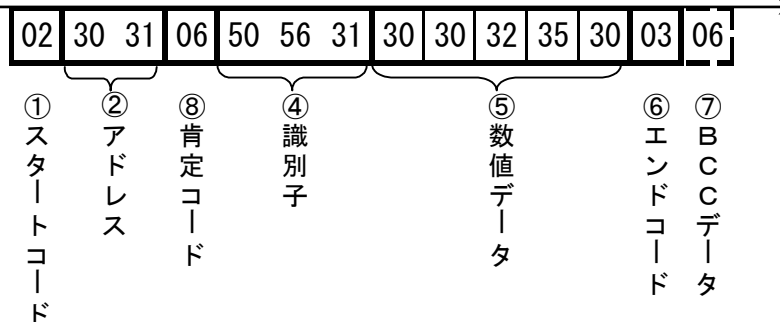 02 30 31 06 50 56 31 30 30 32 35 30 03 06
①スタートコード
②アドレス
⑧肯定コード
④識別子
⑤数値データ
⑥エンドコード
⑦BCCデータ